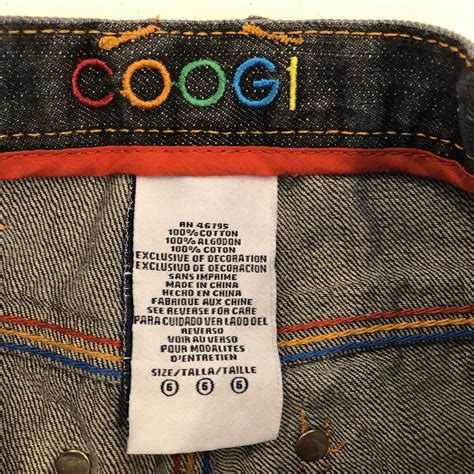 COOGI
RN 46795
100% COTTON
100% ALGODON
100% COTON
EXCLUSIVE OF DECORATION
EXCLUSIVO DE DECORACION
SANS IMPRIME
MADE IN CHINA
HECHO EN CHINA
FABRIQUE AUX CHINE
SEE REVERSE FOR CARE
PARA CUIDADO VER LADO DEL
REVERSO
VOIR AU VERSO
POUR MODALITES
D'ENTRETIEN
SIZE/TALLA/TAILLE
6 6 6